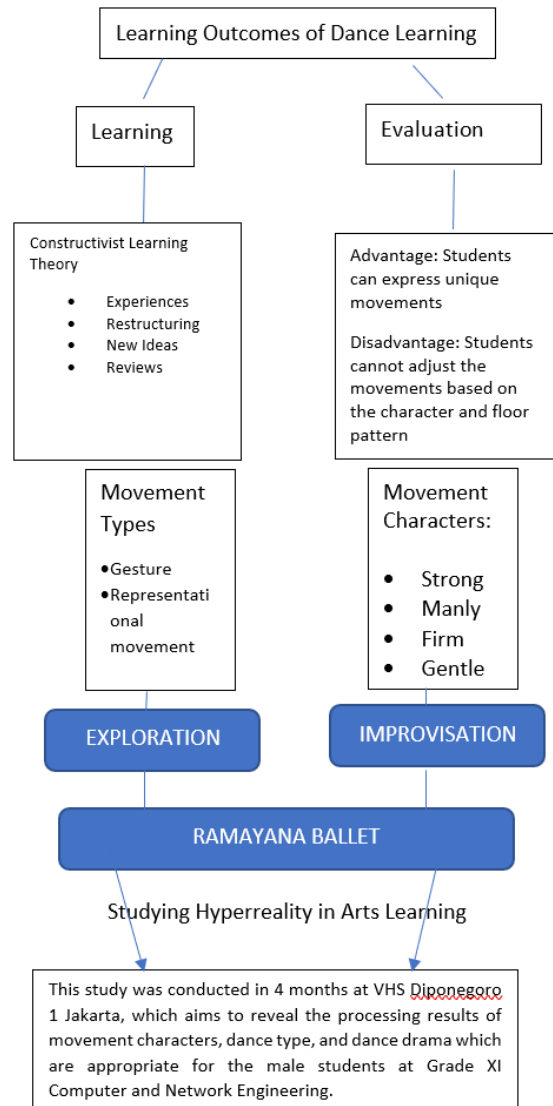 Learning Outcomes of Dance Learning
Learning
Evaluation
Constructivist Learning
Theory
• Experiences
• Restructuring
• New Ideas
• Reviews
Advantage: Students
can express unique
movements
Disadvantage: Students
cannot adjust the
movements based on
the character and floor
pattern
Movement
Types
•Gesture
•Representati
onal
movement
Movement
Characters:
• Strong
• Manly
• Firm
• Gentle
EXPLORATION
IMPROVISATION
RAMAYANA BALLET
Studying Hyperreality in Arts Learning
This study was conducted in 4 months at VHS Diponegoro
1 Jakarta, which aims to reveal the processing results of
movement characters, dance type, and dance drama which
are appropriate for the male students at Grade XI
Computer and Network Engineering.